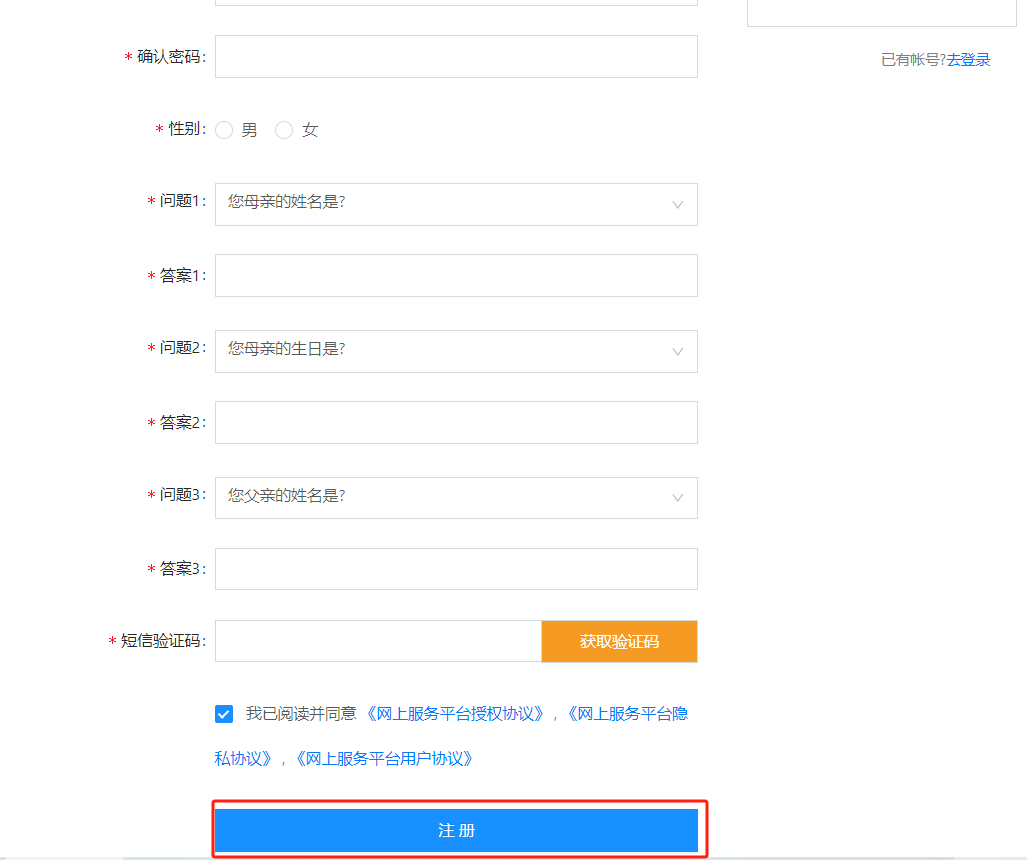 * 确认密码:
已有帐号?去登录
* 性别: 男 女
* 问题1: 您母亲的姓名是?
* 答案1:
* 问题2: 您母亲的生日是?
* 答案2:
* 问题3: 您父亲的姓名是?
* 答案3:
* 短信验证码: 获取验证码
我已阅读并同意《网上服务平台授权协议》,《网上服务平台隐
私协议》,《网上服务平台用户协议》
注 册